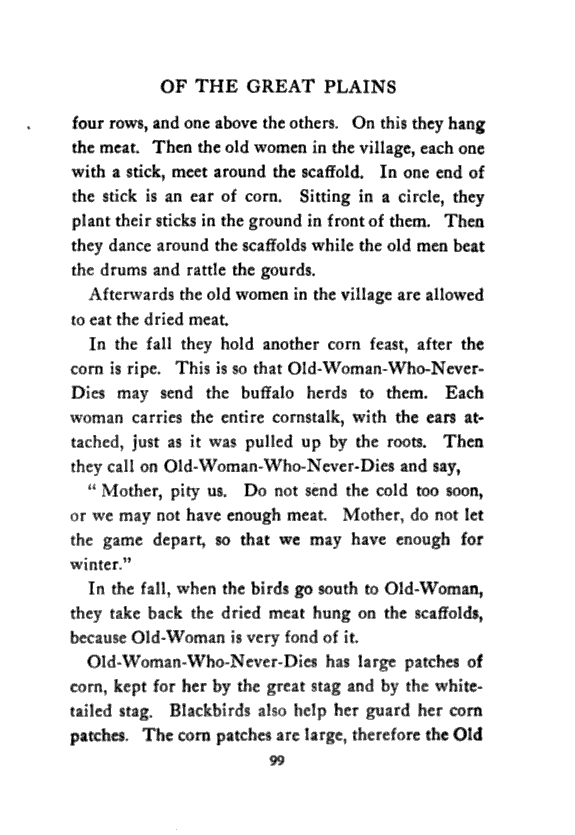 OF THE GREAT PLAINS
four rows, and one above the others. On this they hang
the meat. Then the old women in the village, each one
with a stick, meet around the scaffold. In one end of
the stick is an ear of corn. Sitting in a circle, they
plant their sticks in the ground in front of them. Then
they dance around the scaffolds while the old men beat
the drums and rattle the gourds.
Afterwards the old women in the village are allowed
to eat the dried meat.
In the fall they hold another corn feast, after the
corn is ripe. This is so that Old-Woman-Who-Never-
Dies may send the buffalo herds to them. Each
woman carries the entire cornstalk, with the ears at-
tached, just as it was pulled up by the roots. Then
they call on Old-Woman-Who-Never-Dies and say,
“ Mother, pity us. Do not send the cold too soon,
or we may not have enough meat. Mother, do not let
the game depart, so that we may have enough for
winter.”
In the fall, when the birds go south to Old-Woman,
they take back the dried meat hung on the scaffolds,
because Old-Woman is very fond of it.
Old-Woman-Who-Never-Dies has large patches of
corn, kept for her by the great stag and by the white-
tailed stag. Blackbirds also help her guard her corn
patches. The corn patches are large, therefore the Old
99